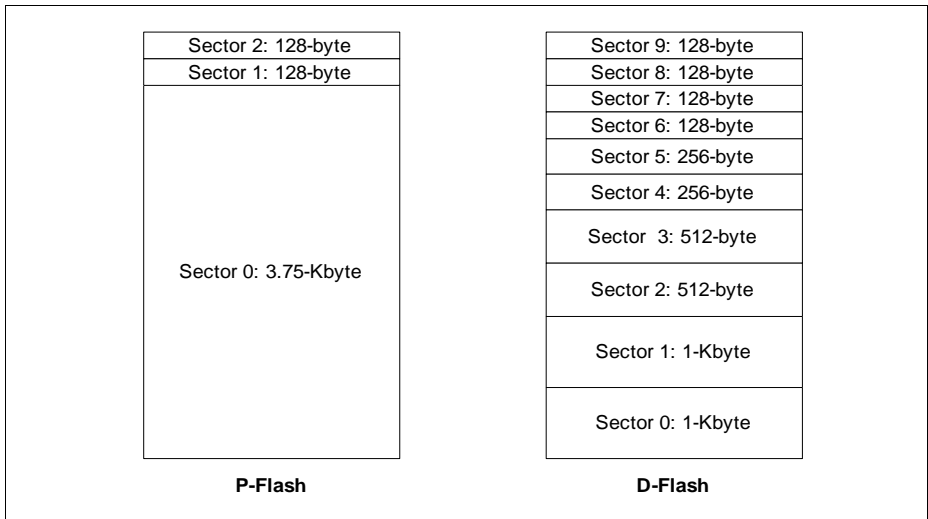 Sector 2: 128-byte
Sector 1: 128-byte
Sector 0: 3.75-Kbyte
P-Flash
Sector 9: 128-byte
Sector 8: 128-byte
Sector 7: 128-byte
Sector 6: 128-byte
Sector 5: 256-byte
Sector 4: 256-byte
Sector 3: 512-byte
Sector 2: 512-byte
Sector 1: 1-Kbyte
Sector 0: 1-Kbyte
D-Flash